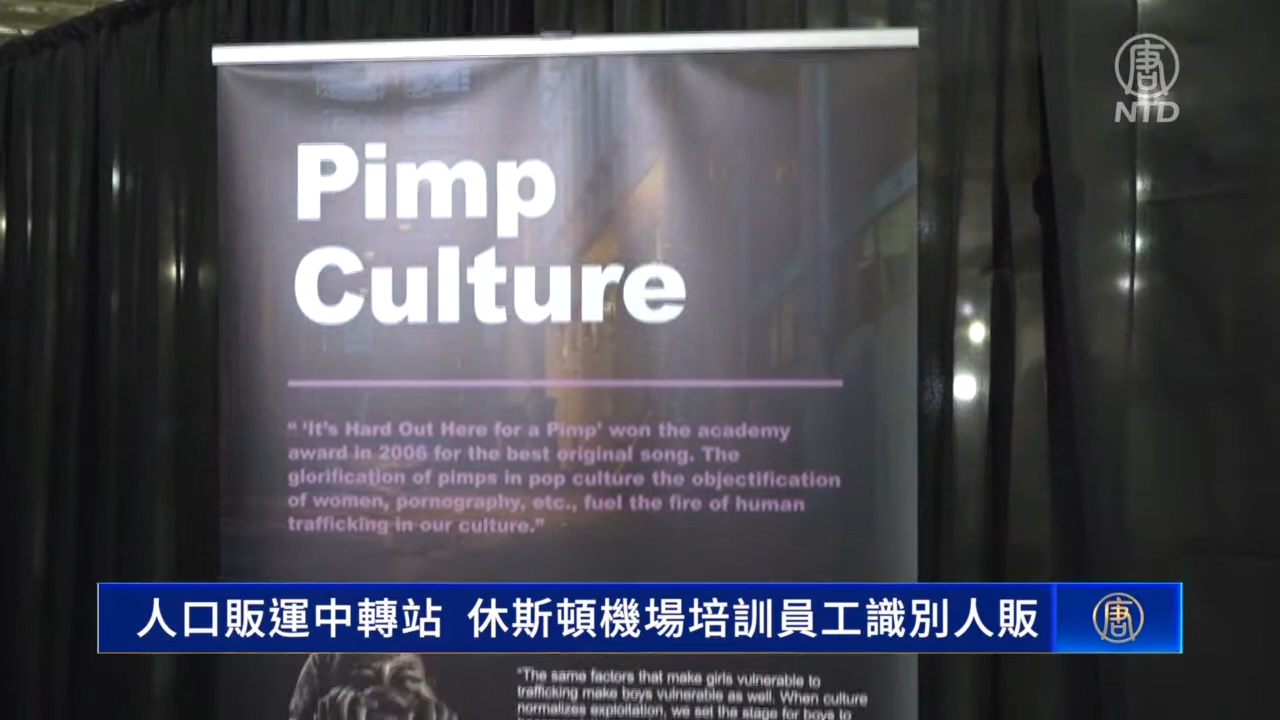 唐
NTD
Pimp
Culture
“ ‘It’s Hard Out Here for a Pimp’ won the academy
award in 2006 for the best original song. The
glorification of pimps in pop culture the objectification
of women, pornography, etc., fuel the fire of human
trafficking in our culture.”
人口販運中轉站 休斯頓機場培訓員工識別人販
唐
“The same factors that make girls vulnerable to
trafficking make boys vulnerable as well. When culture
normalizes exploitation, we set the stage for boys to